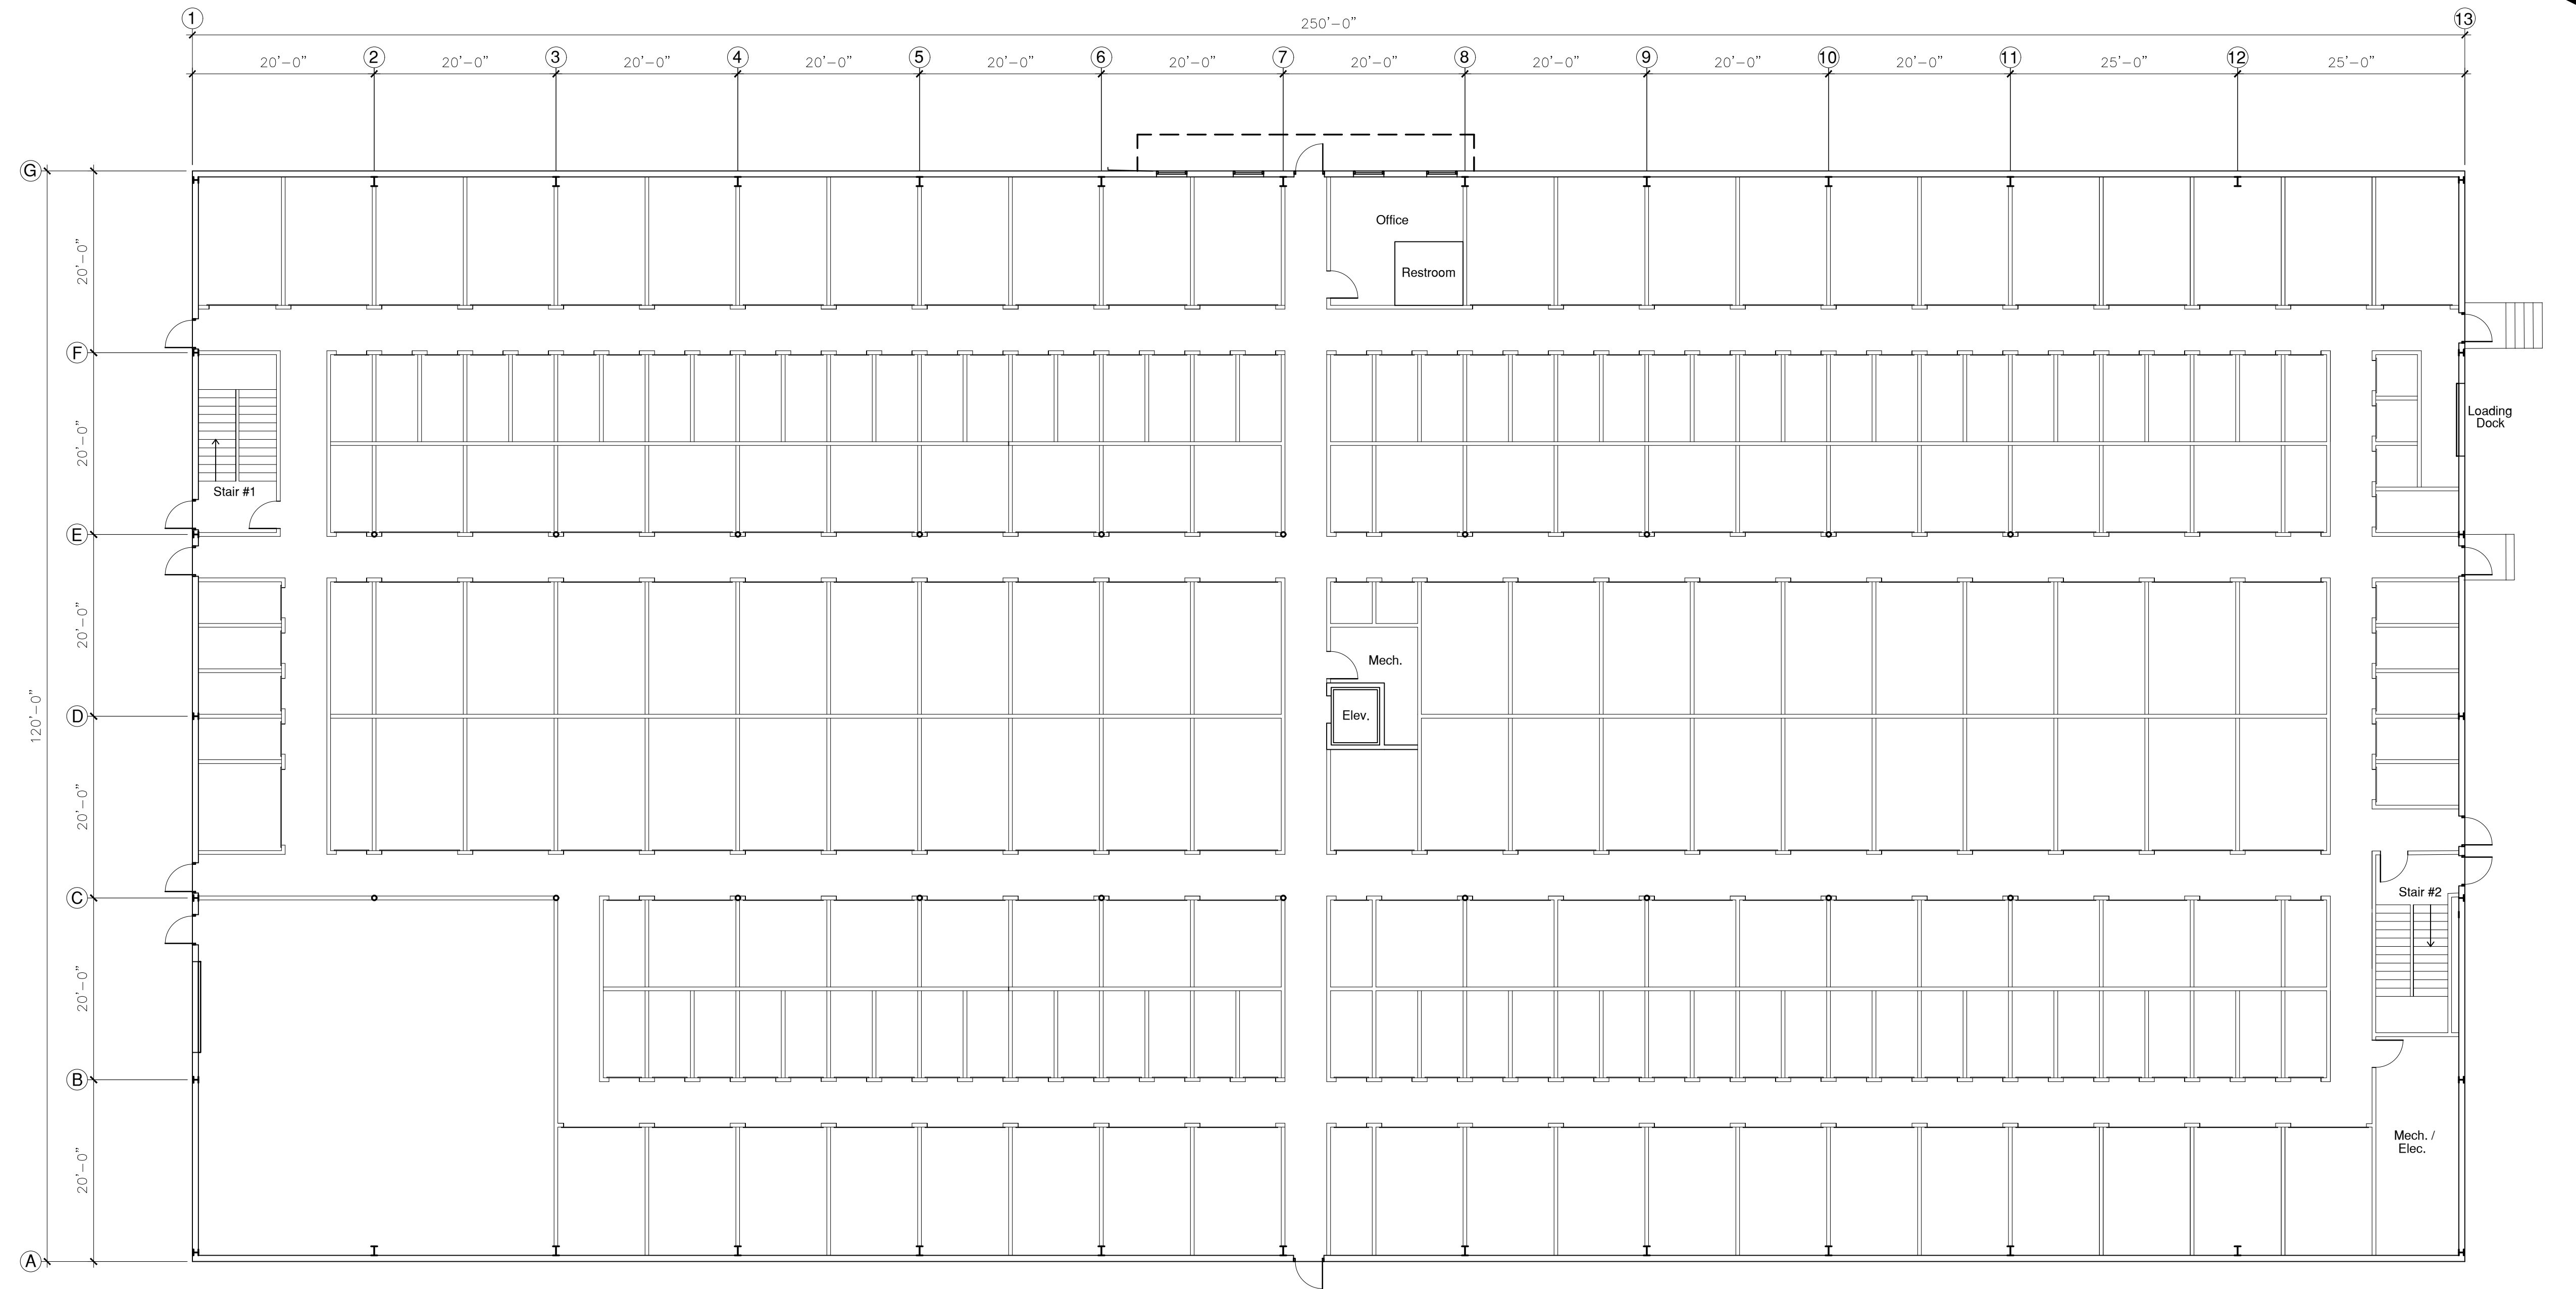 1
250'-0"
13
20'-0"
2
20'-0"
3
20'-0"
4
20'-0"
5
20'-0"
6
20'-0"
7
20'-0"
8
20'-0"
9
20'-0"
10
20'-0"
11
25'-0"
12
25'-0"
G
Office
20'-0"
Restroom
F
Loading
Dock
20'-0"
Stair #1
E
20'-0"
Mech.
120'-0"
D
Elev.
20'-0"
C
Stair #2
20'-0"
B
20'-0"
Mech. /
Elec.
A